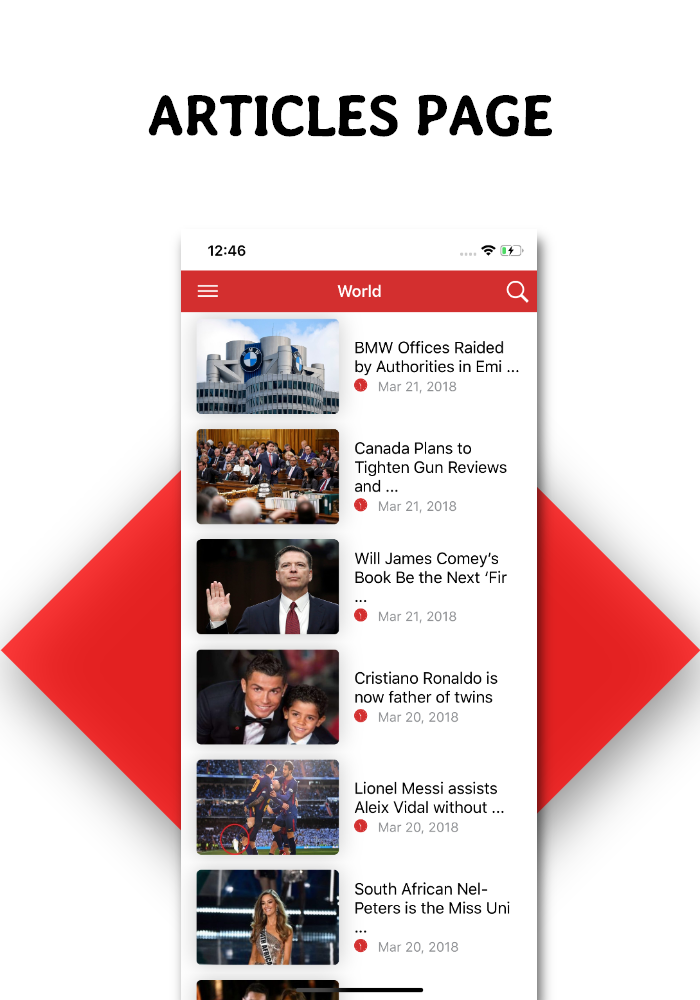 ARTICLES PAGE
12:46
World
BMW Offices Raided
by Authorities in Emi ...
Mar 21, 2018
Canada Plans to
Tighten Gun Reviews
and ...
Mar 21, 2018
Will James Comey’s
Book Be the Next ‘Fir
...
Mar 21, 2018
Cristiano Ronaldo is
now father of twins
Mar 20, 2018
Lionel Messi assists
Aleix Vidal without ...
Mar 20, 2018
South African Nel-
Peters is the Miss Uni
...
Mar 20, 2018